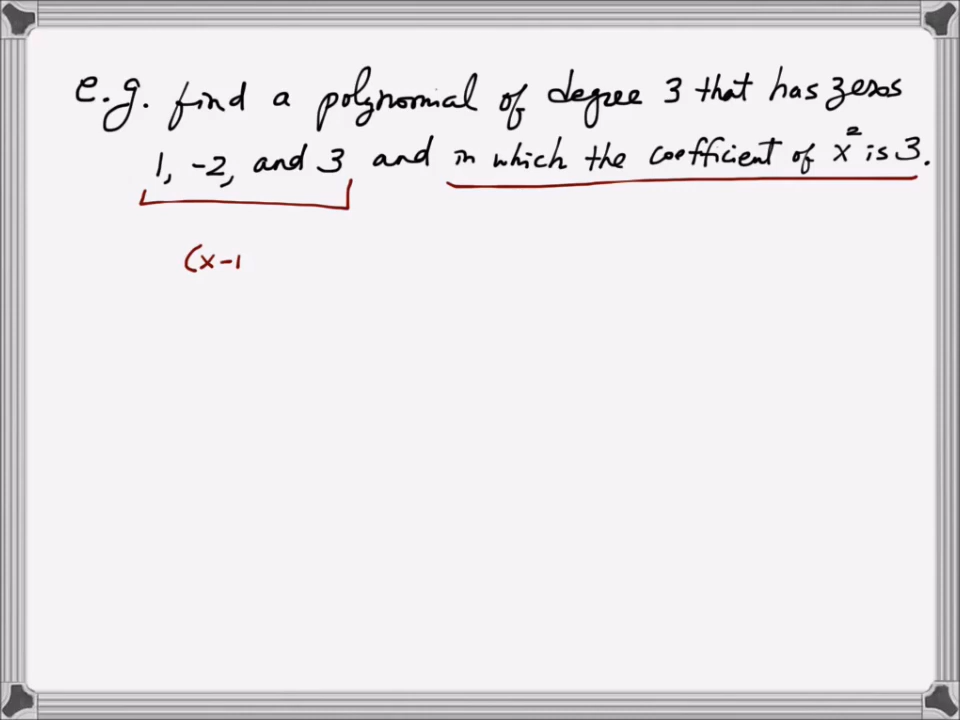 e.g. find a polynomial of degree 3 that has zeros
1, -2, and 3 and in which the coefficient of x² is 3.
(x-1